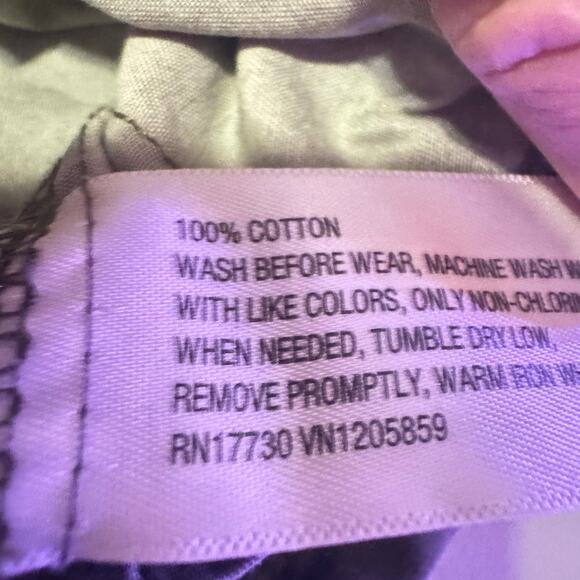 100% COTTON
WASH BEFORE WEAR, MACHINE WASH
WITH LIKE COLORS, ONLY NON-CHLORIN
WHEN NEEDED, TUMBLE DRY LOW,
REMOVE PROMPTLY, WARM IRON
RN17730 VN1205859